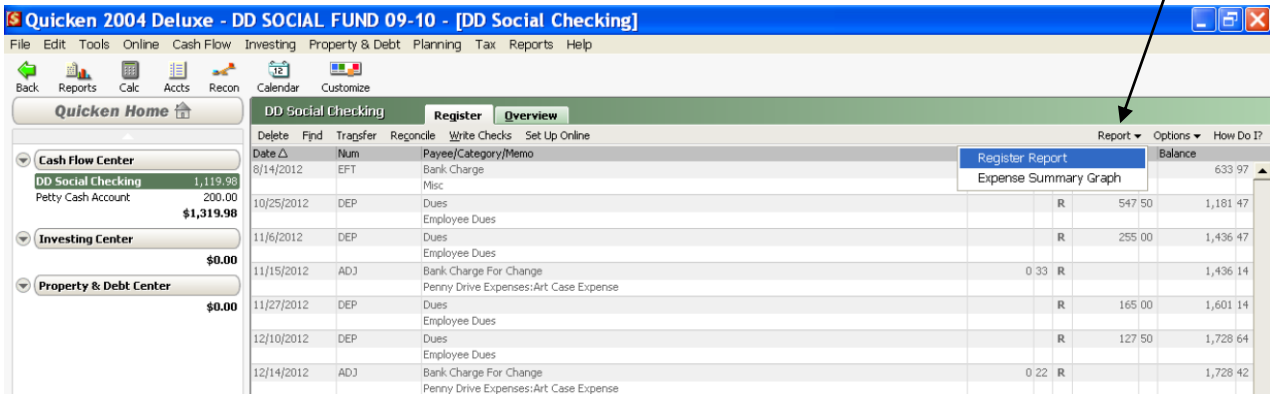 Quicken 2004 Deluxe - DD SOCIAL FUND 09-10 - [DD Social Checking]
File Edit Tools Online Cash Flow Investing Property & Debt Planning Tax Reports Help
Back Reports Calc Accts Recon Calendar Customize
12
Quicken Home
DD Social Checking Register Overview
Delete Find Transfer Reconcile Write Checks Set Up Online Report Options How Do I?
Cash Flow Center
DD Social Checking 1,119.98
Petty Cash Account 200.00
$1,319.98
Investing Center
$0.00
Property & Debt Center
$0.00
Date Num Payee/Category/Memo Balance
Register Report
Expense Summary Graph
8/14/2012 EFT Bank Charge 633 97
Misc
10/25/2012 DEP Dues R 547 50 1,181 47
Employee Dues
11/6/2012 DEP Dues R 255 00 1,436 47
Employee Dues
11/15/2012 ADJ Bank Charge For Change 0 33 R 1,436 14
Penny Drive Expenses:Art Case Expense
11/27/2012 DEP Dues R 165 00 1,601 14
Employee Dues
12/10/2012 DEP Dues R 127 50 1,728 64
Employee Dues
12/14/2012 ADJ Bank Charge For Change 0 22 R 1,728 42
Penny Drive Expenses:Art Case Expense